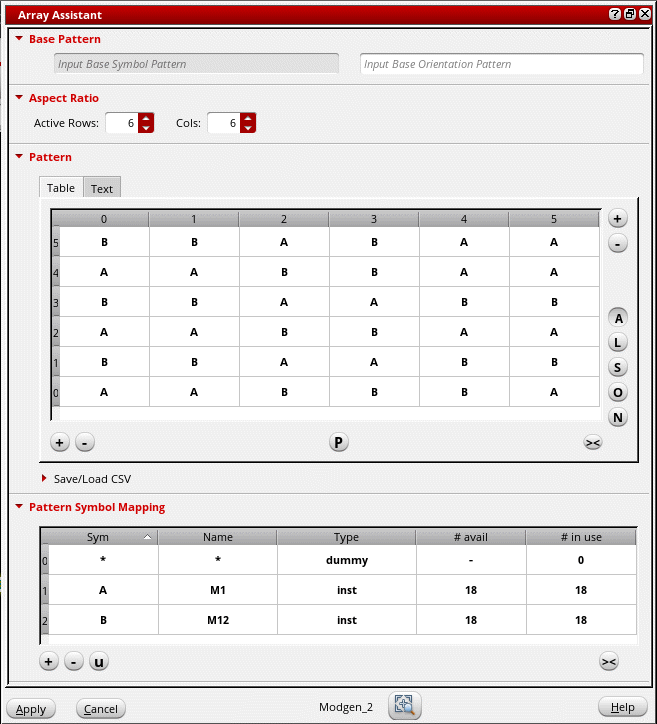 Array Assistant
Base Pattern
Input Base Symbol Pattern Input Base Orientation Pattern
Aspect Ratio
Active Rows: 6 Cols: 6
Pattern
Table Text
0 1 2 3 4 5 +
5 B B A B A A -
4 A A B B A A
3 B B A A B B A
2 A A B B A A L
1 B B A A B B S
0 A A B B B A O
N
+ - P ><
Save/Load CSV
Pattern Symbol Mapping
Sym Name Type # avail # in use
0 * * dummy - 0
1 A M1 inst 18 18
2 B M12 inst 18 18
+ - u ><
Apply Cancel Modgen_2 Help